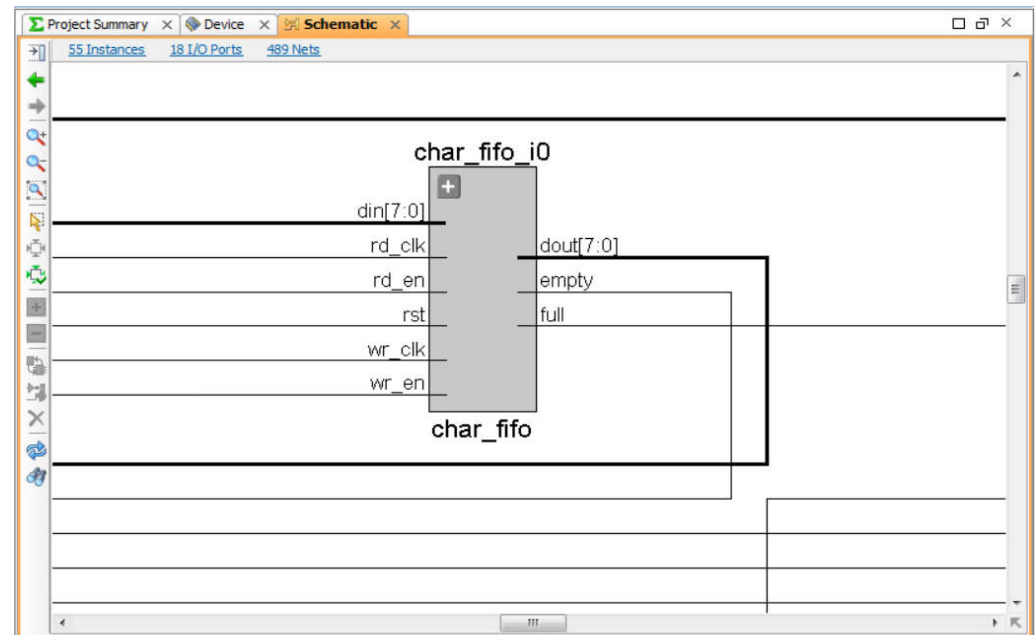 Project Summary Device Schematic
55 Instances 18 I/O Ports 489 Nets
char_fifo_i0
din[7:0]
rd_clk dout[7:0]
rd_en empty
rst full
wr_clk
wr_en
char_fifo